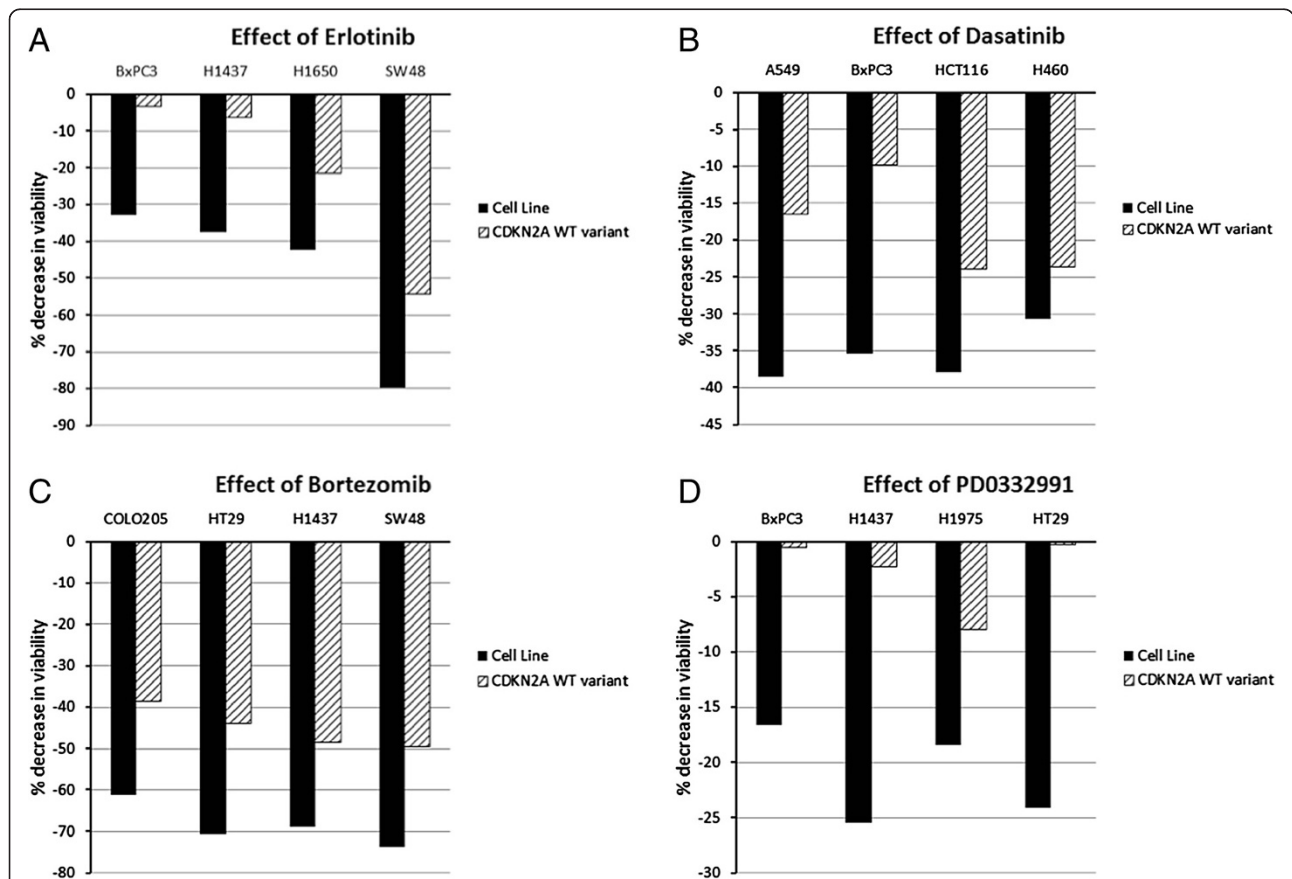 A
Effect of Erlotinib
BxPC3 H1437 H1650 SW48
0
-10
-20
-30
-40
-50
-60
-70
-80
-90
% decrease in viability
Cell Line
CDKN2A WT variant
B
Effect of Dasatinib
A549 BxPC3 HCT116 H460
0
-5
-10
-15
-20
-25
-30
-35
-40
-45
% decrease in viability
Cell Line
CDKN2A WT variant
C
Effect of Bortezomib
COLO205 HT29 H1437 SW48
0
-10
-20
-30
-40
-50
-60
-70
-80
% decrease in viability
Cell Line
CDKN2A WT variant
D
Effect of PD0332991
BxPC3 H1437 H1975 HT29
0
-5
-10
-15
-20
-25
-30
% decrease in viability
Cell Line
CDKN2A WT variant